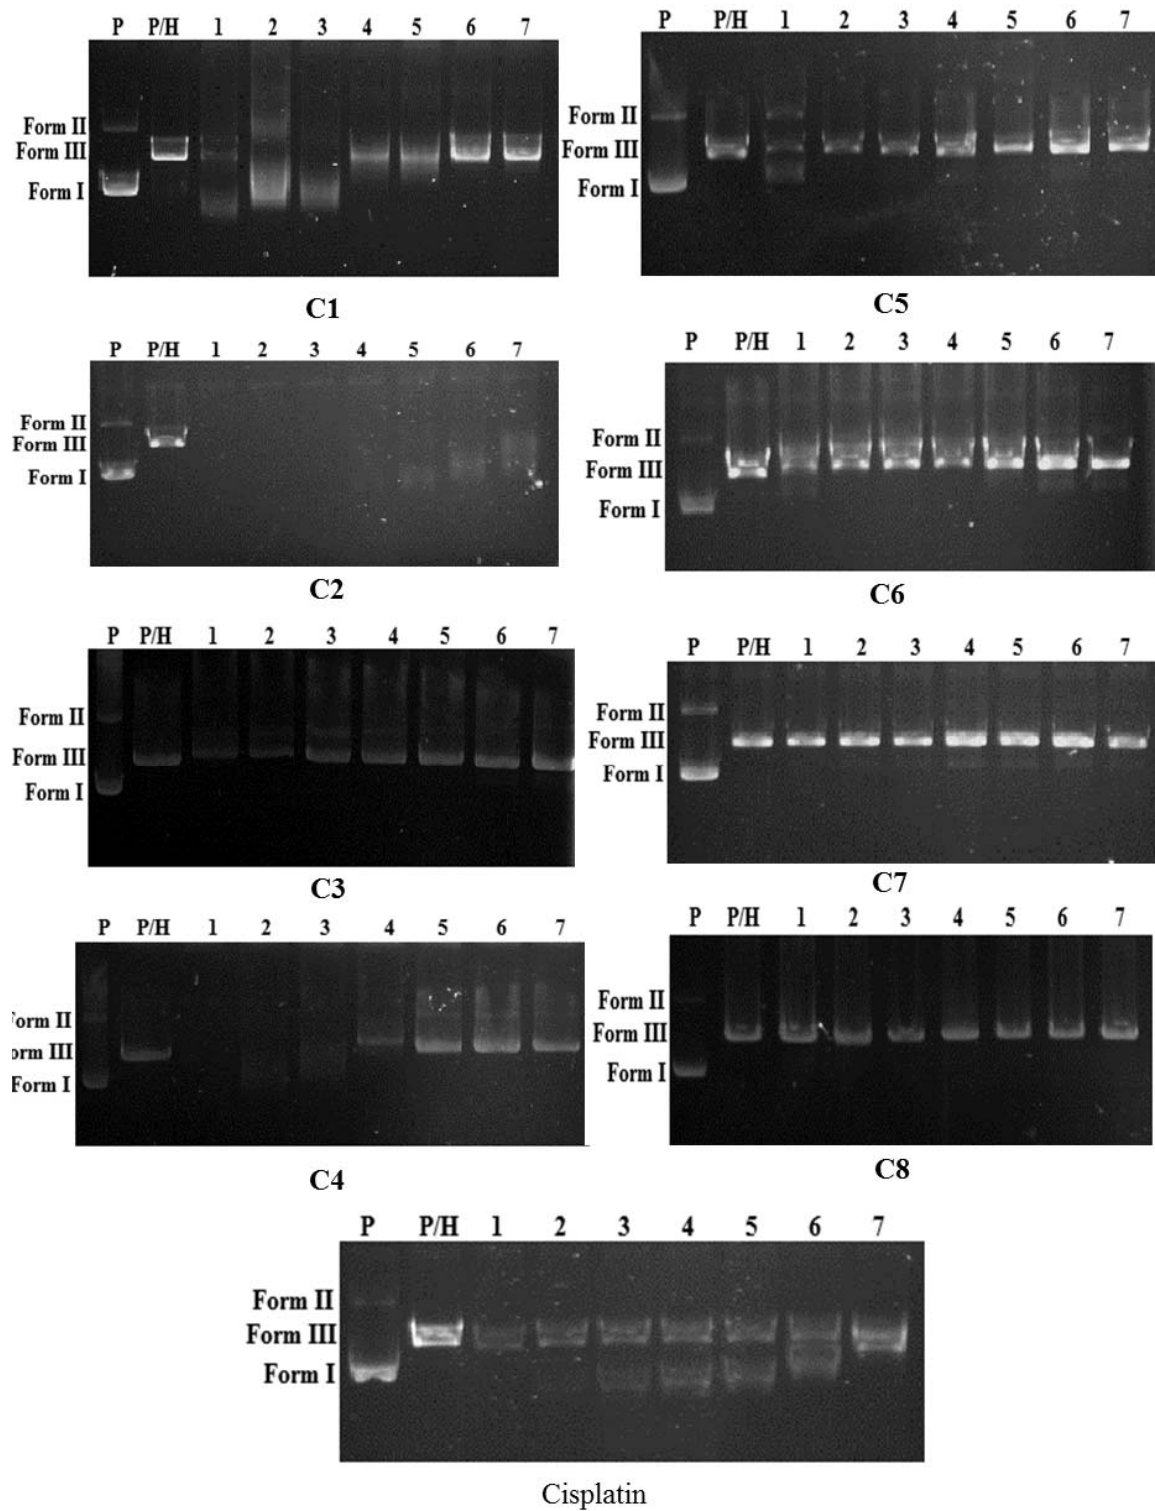 P P/H 1 2 3 4 5 6 7
Form II
Form III
Form I
C1
P P/H 1 2 3 4 5 6 7
Form II
Form III
Form I
C5
P P/H 1 2 3 4 5 6 7
Form II
Form III
Form I
C2
P P/H 1 2 3 4 5 6 7
Form II
Form III
Form I
C6
P P/H 1 2 3 4 5 6 7
Form II
Form III
Form I
C3
P P/H 1 2 3 4 5 6 7
Form II
Form III
Form I
C7
P P/H 1 2 3 4 5 6 7
orm II
orm III
Form I
C4
P P/H 1 2 3 4 5 6 7
Form II
Form III
Form I
C8
P P/H 1 2 3 4 5 6 7
Form II
Form III
Form I
Cisplatin